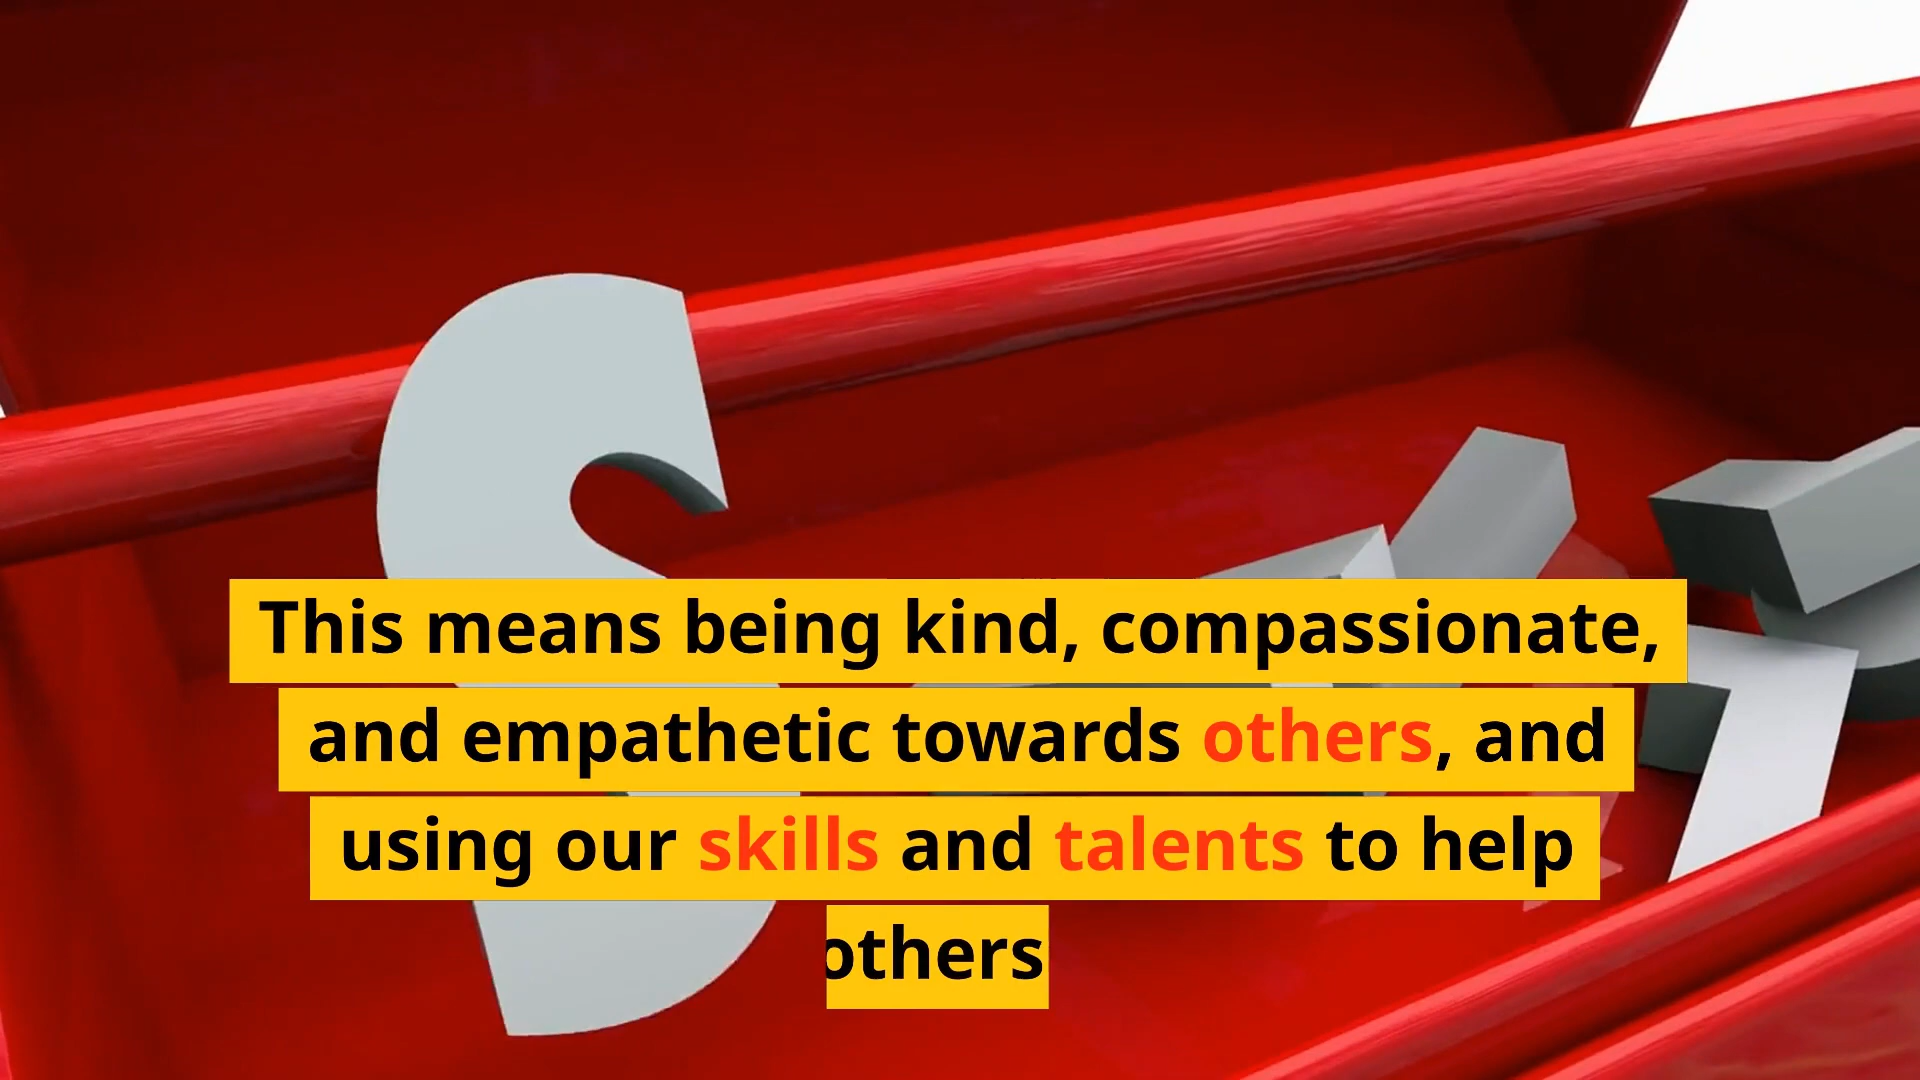 This means being kind, compassionate,
and empathetic towards others, and
using our skills and talents to help
others